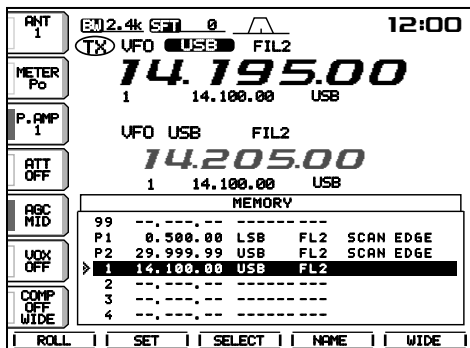 ANT 1 BW 2.4k SFT 0 12:00
TX VFO USB FIL2
METER Po 14.195.00
1 14.100.00 USB
P.AMP 1 VFO USB FIL2
ATT OFF 14.205.00
1 14.100.00 USB
MEMORY
AGC MID
99 --.---.-- ------ ---
P1 0.500.00 LSB FL2 SCAN EDGE
VOX OFF
P2 29.999.99 USB FL2 SCAN EDGE
1 14.100.00 USB FL2
2 --.---.-- ------ ---
COMP OFF WIDE
3 --.---.-- ------ ---
4 --.---.-- ------ ---
ROLL SET SELECT NAME WIDE